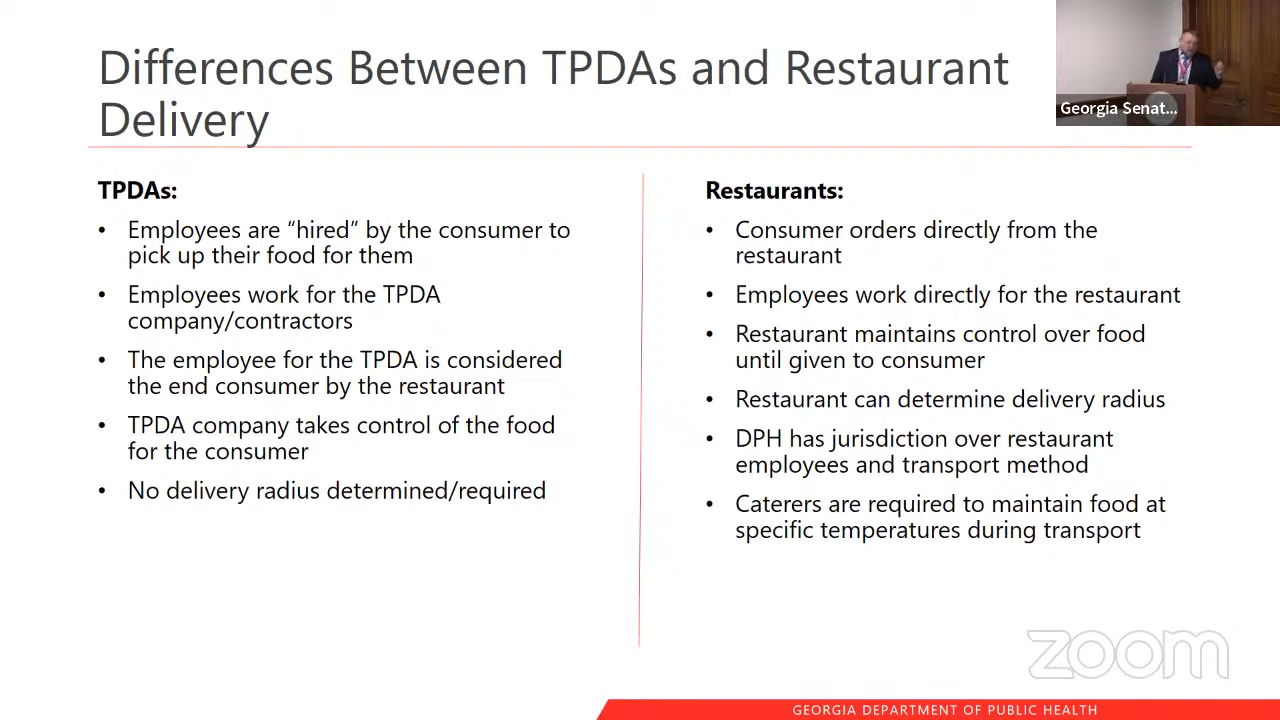 Differences Between TPDAs and Restaurant
Delivery
Georgia Senat...
TPDAs:
• Employees are “hired” by the consumer to
pick up their food for them
• Employees work for the TPDA
company/contractors
• The employee for the TPDA is considered
the end consumer by the restaurant
• TPDA company takes control of the food
for the consumer
• No delivery radius determined/required
Restaurants:
• Consumer orders directly from the
restaurant
• Employees work directly for the restaurant
• Restaurant maintains control over food
until given to consumer
• Restaurant can determine delivery radius
• DPH has jurisdiction over restaurant
employees and transport method
• Caterers are required to maintain food at
specific temperatures during transport
zoom
GEORGIA DEPARTMENT OF PUBLIC HEALTH